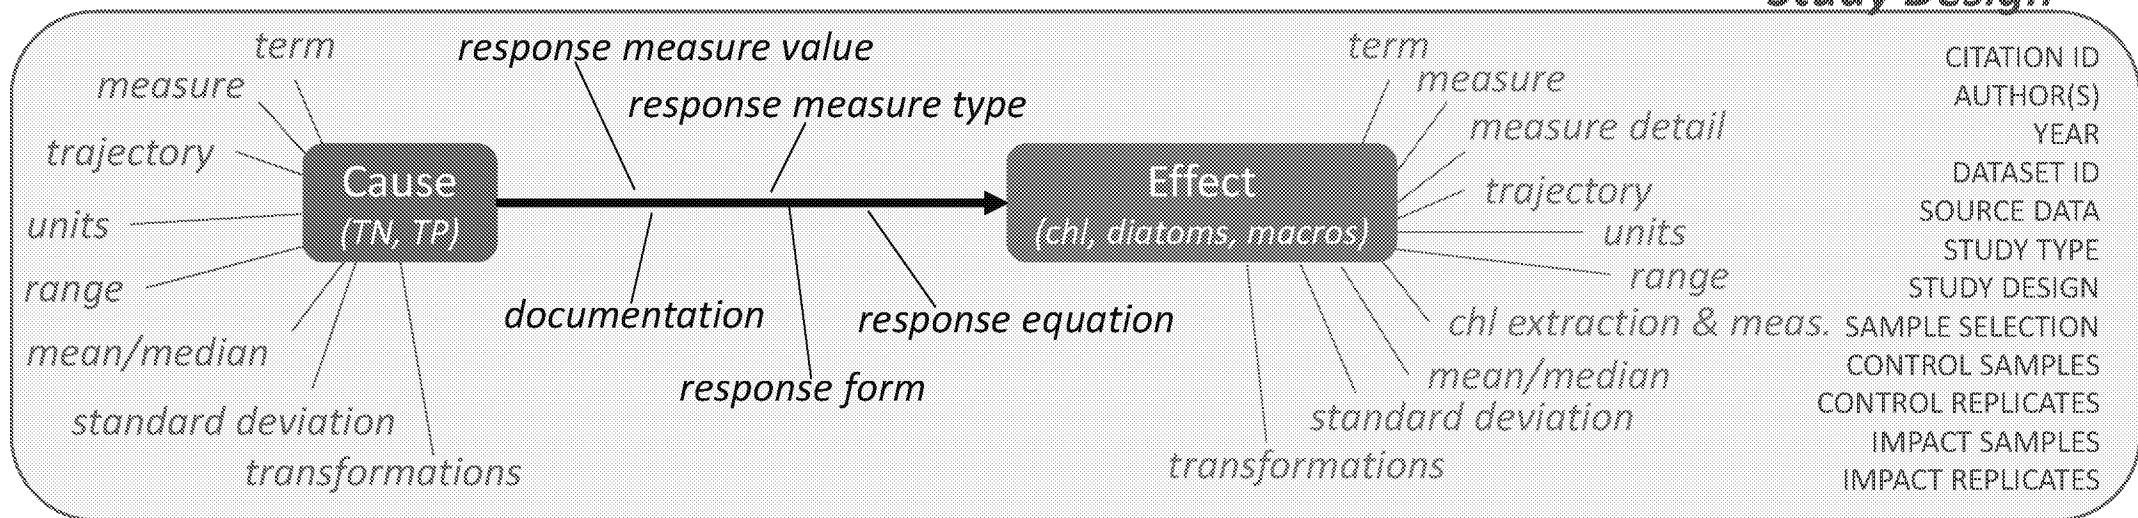 Study Design
term
response measure value
term
measure
response measure type
measure
measure detail
trajectory
Cause
(TN, TP)
Effect
(chl, diatoms, macros)
trajectory
units
units
range
range
documentation
response equation
chl extraction & meas.
mean/median
response form
mean/median
standard deviation
standard deviation
transformations
transformations
CITATION ID
AUTHOR(S)
YEAR
DATASET ID
SOURCE DATA
STUDY TYPE
STUDY DESIGN
SAMPLE SELECTION
CONTROL SAMPLES
CONTROL REPLICATES
IMPACT SAMPLES
IMPACT REPLICATES